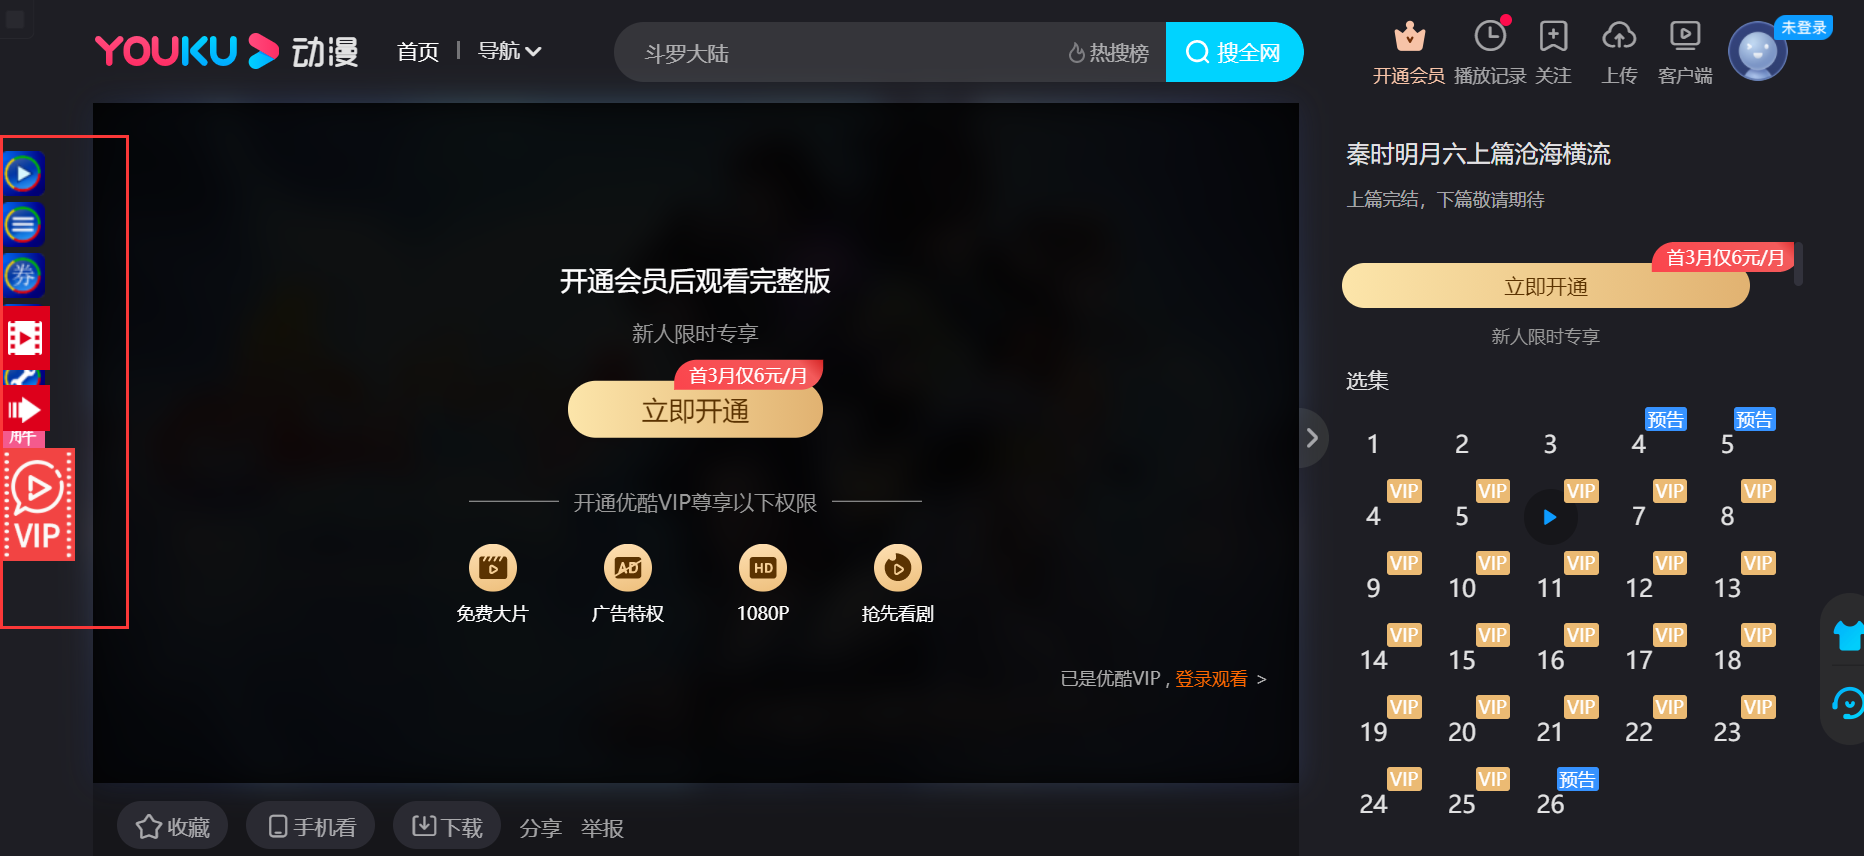 YOUKU 动漫
首页
导航
斗罗大陆
热搜榜
搜全网
开通会员
播放记录
关注
上传
客户端
未登录
券
解
VIP
开通会员后观看完整版
新人限时专享
首3月仅6元/月
立即开通
开通优酷VIP尊享以下权限
AD
HD
免费大片
广告特权
1080P
抢先看剧
已是优酷VIP , 登录观看 >
收藏
手机看
下载
分享
举报
秦时明月六上篇沧海横流
上篇完结，下篇敬请期待
首3月仅6元/月
立即开通
新人限时专享
选集
预告 预告
1 2 3 4 5
VIP VIP VIP VIP VIP
4 5 7 8
VIP VIP VIP VIP VIP
9 10 11 12 13
VIP VIP VIP VIP VIP
14 15 16 17 18
VIP VIP VIP VIP VIP
19 20 21 22 23
VIP VIP 预告
24 25 26